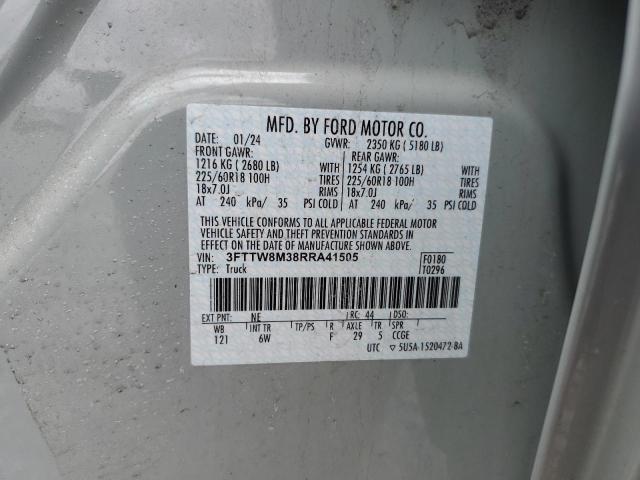 MFD. BY FORD MOTOR CO.
DATE: 01/24 GVWR: 2350 KG ( 5180 LB)
FRONT GAWR: REAR GAWR:
1216 KG ( 2680 LB) WITH 1254 KG ( 2765 LB) WITH
225/60R18 100H TIRES 225/60R18 100H TIRES
18x7.0J RIMS 18x7.0J RIMS
AT 240 kPa/ 35 PSI COLD AT 240 kPa/ 35 PSI COLD
THIS VEHICLE CONFORMS TO ALL APPLICABLE FEDERAL MOTOR
VEHICLE SAFETY AND THEFT PREVENTION STANDARDS IN
EFFECT ON THE DATE OF MANUFACTURE SHOWN ABOVE.
VIN: 3FTTW8M38RRA41505 F0180
TYPE: Truck T0296
EXT PNT: NE RC: 44 DSO:
WB INT TR TP/PS R AXLE TR SPR
121 6W F 29 5 CCGE
UTC ▽ 5U5A-1520472-BA